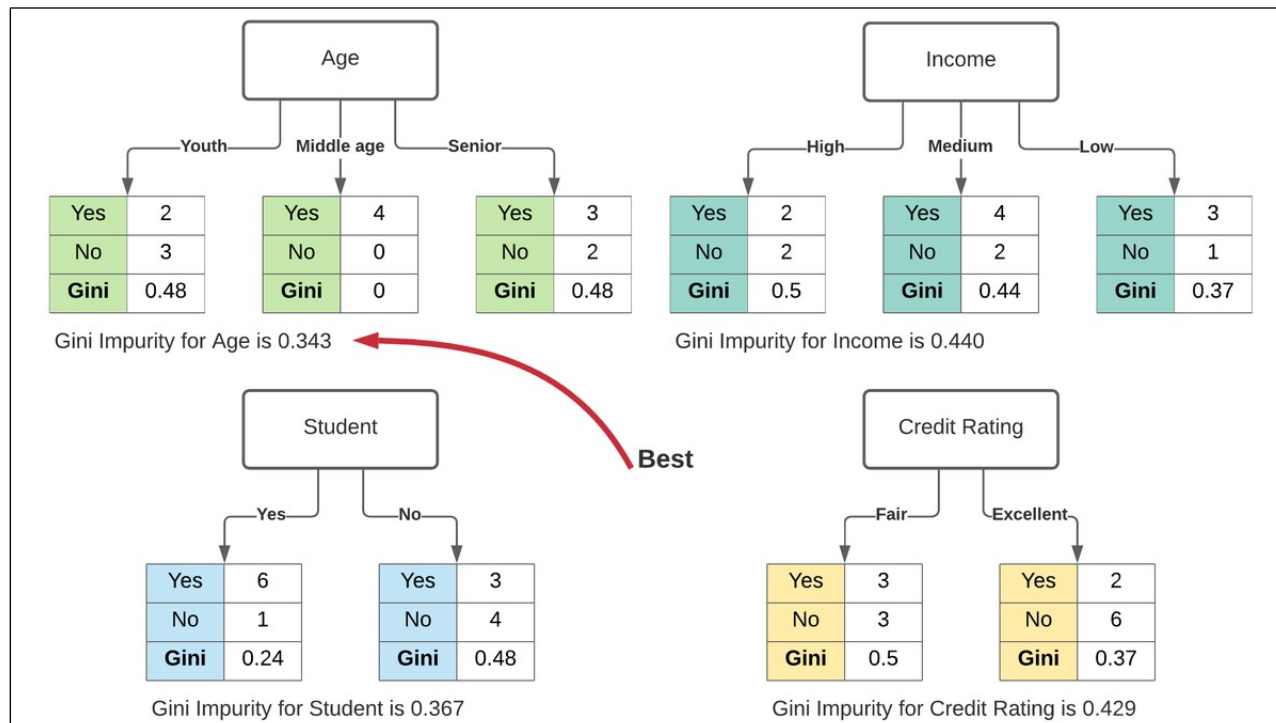 Age
Income
Youth Middle age Senior
High Medium Low
Yes 2
No 3
Gini 0.48
Yes 4
No 0
Gini 0
Yes 3
No 2
Gini 0.48
Yes 2
No 2
Gini 0.5
Yes 4
No 2
Gini 0.44
Yes 3
No 1
Gini 0.37
Gini Impurity for Age is 0.343
Gini Impurity for Income is 0.440
Best
Student
Credit Rating
Yes No
Fair Excellent
Yes 6
No 1
Gini 0.24
Yes 3
No 4
Gini 0.48
Yes 3
No 3
Gini 0.5
Yes 2
No 6
Gini 0.37
Gini Impurity for Student is 0.367
Gini Impurity for Credit Rating is 0.429